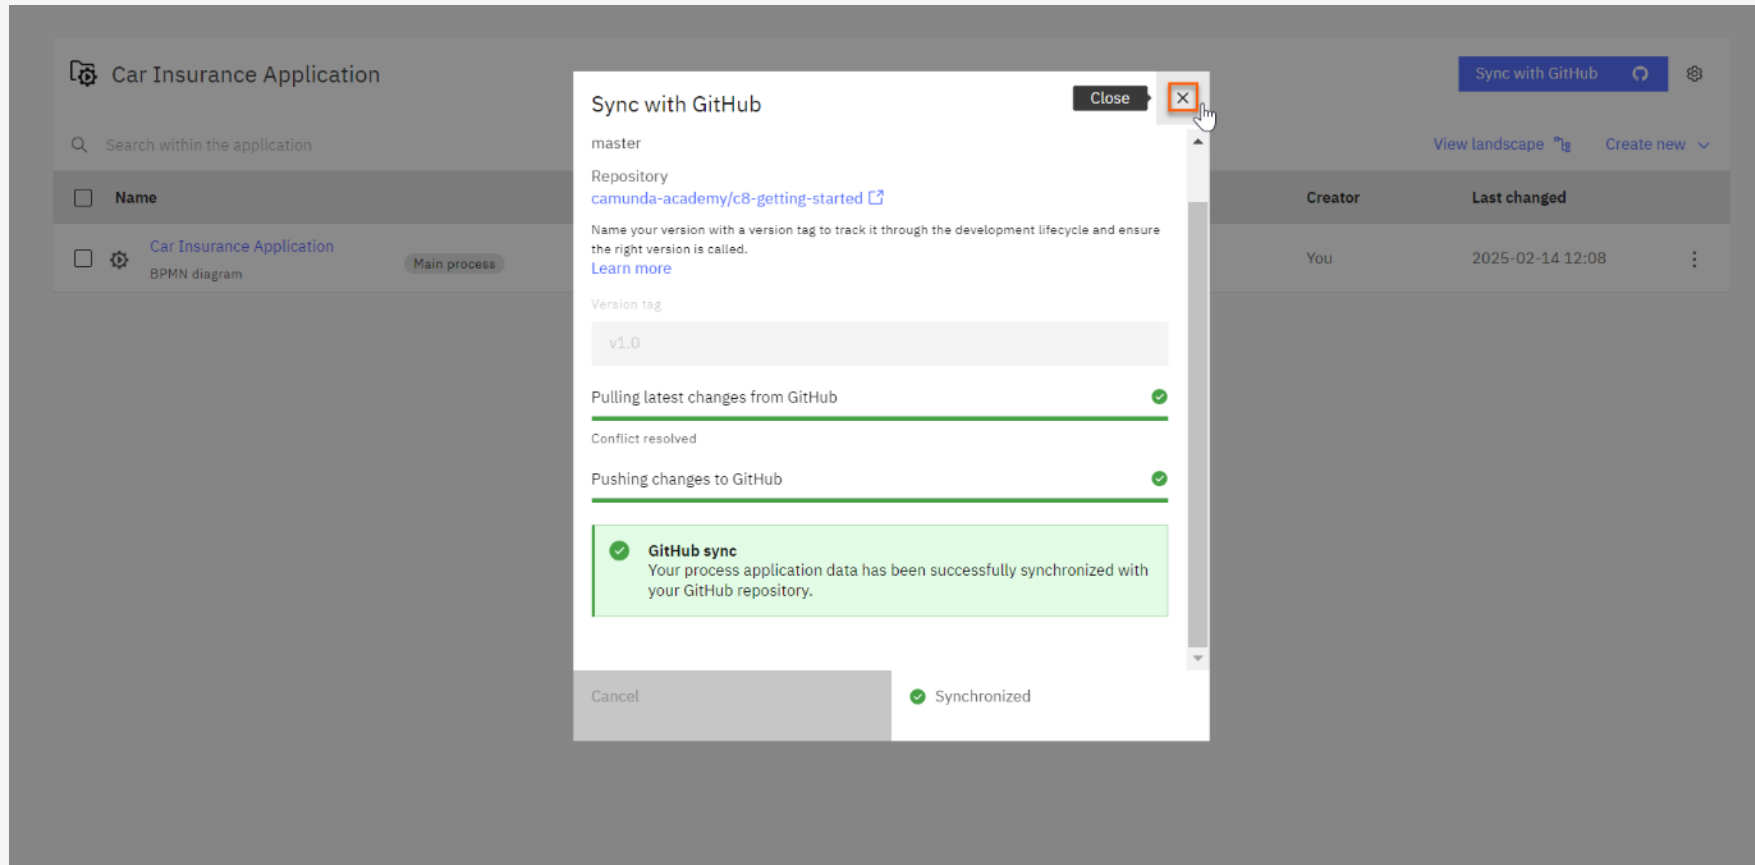 Car Insurance Application
Sync with GitHub
Search within the application
View landscape
Create new
Name
Creator
Last changed
Car Insurance Application
BPMN diagram
Main process
You
2025-02-14 12:08
Sync with GitHub
Close
master
Repository
camunda-academy/c8-getting-started
Name your version with a version tag to track it through the development lifecycle and ensure
the right version is called.
Learn more
Version tag
v1.0
Pulling latest changes from GitHub
Conflict resolved
Pushing changes to GitHub
GitHub sync
Your process application data has been successfully synchronized with
your GitHub repository.
Cancel
Synchronized